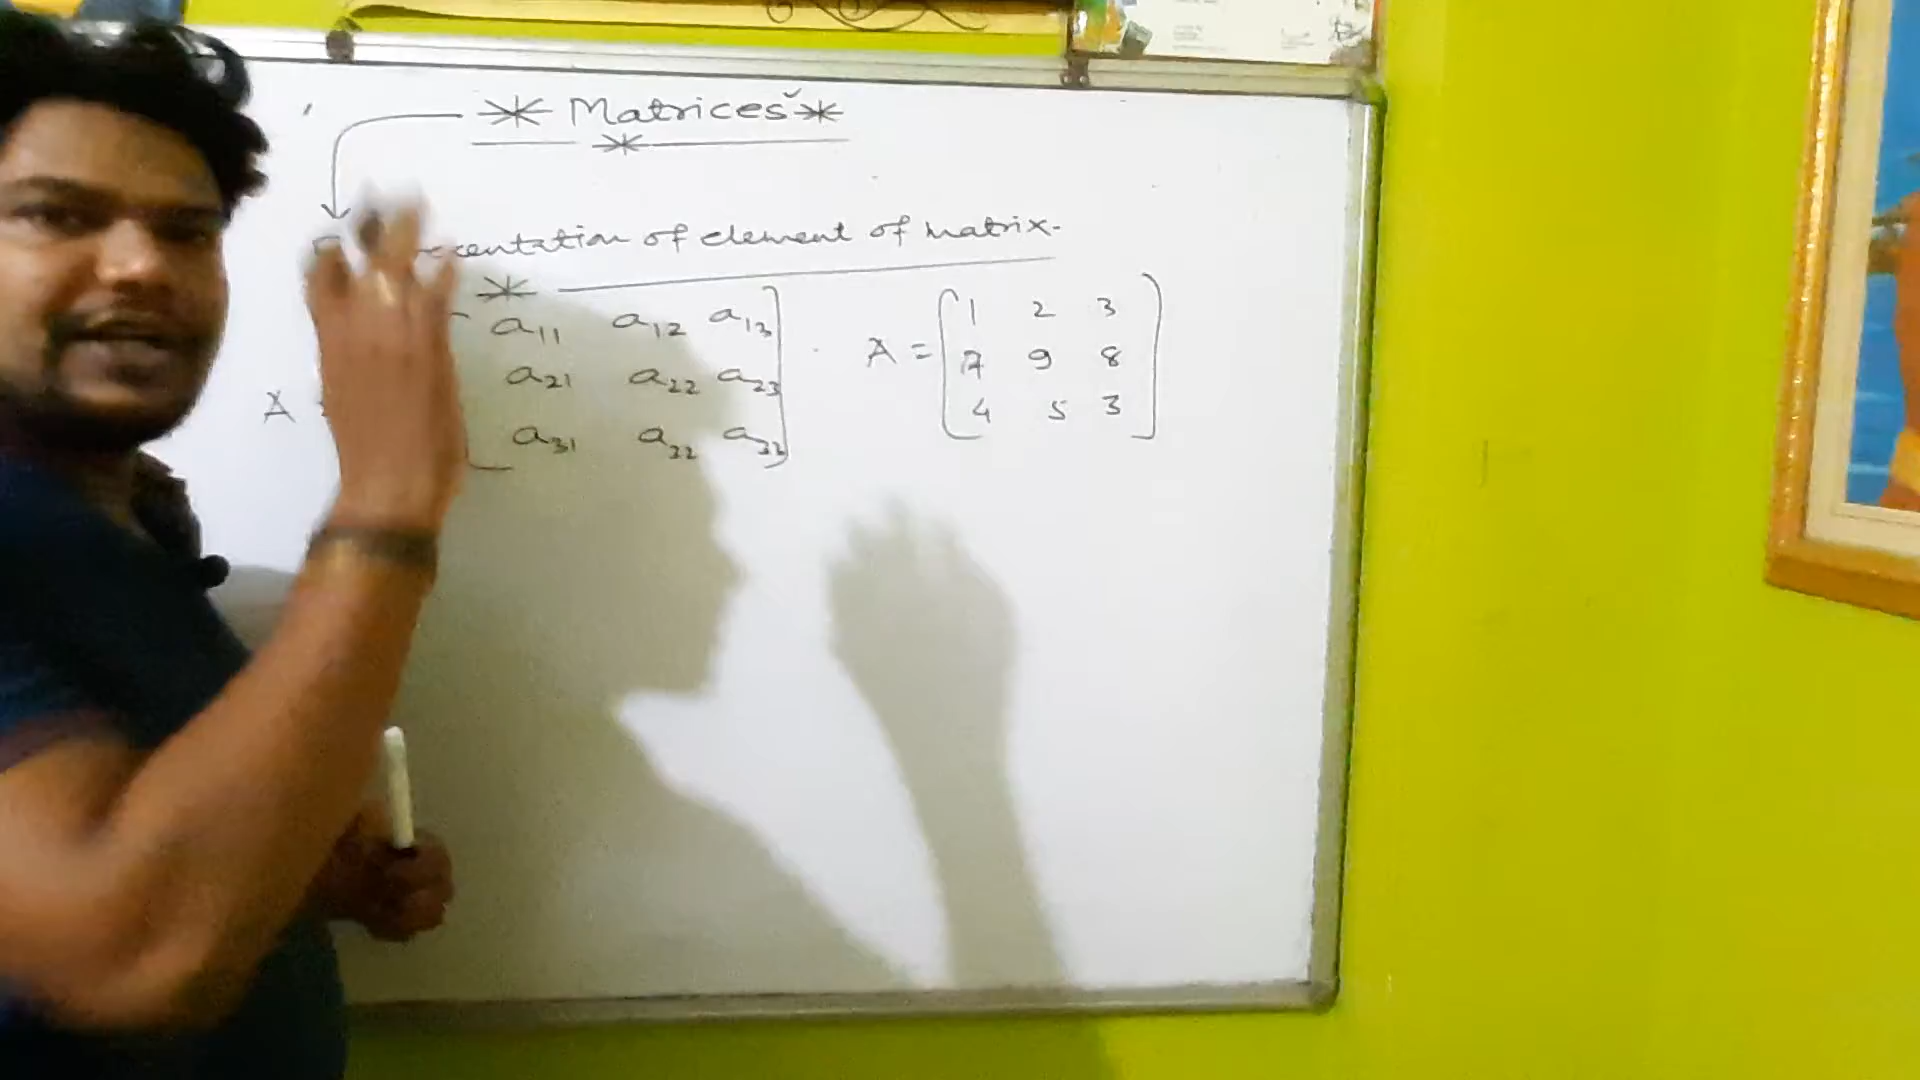 * Matrices *
*
of element of matrix.
*
a11 a12 a13
a21 a22 a23
A
a31 a32 a33
A = 1 2 3
7 9 8
4 5 3